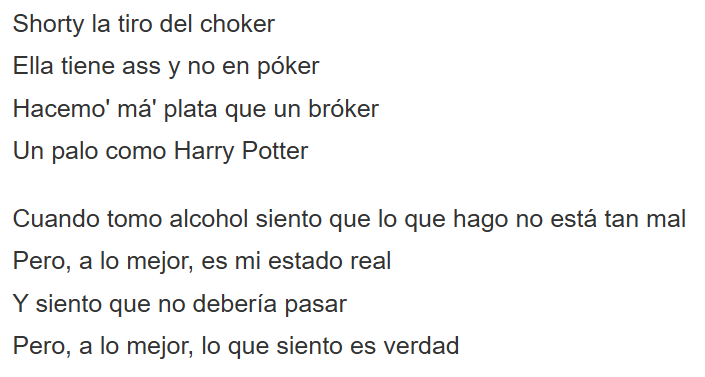 Shorty la tiro del choker
Ella tiene ass y no en póker
Hacemo' má' plata que un bróker
Un palo como Harry Potter
Cuando tomo alcohol siento que lo que hago no está tan mal
Pero, a lo mejor, es mi estado real
Y siento que no debería pasar
Pero, a lo mejor, lo que siento es verdad